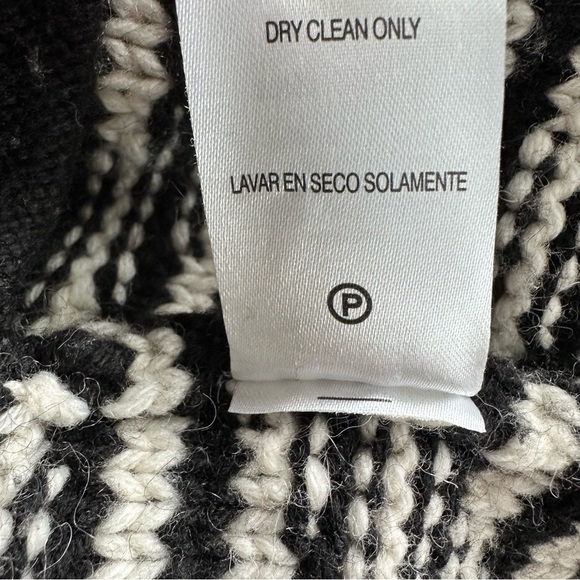 DRY CLEAN ONLY
LAVAR EN SECO SOLAMENTE
P